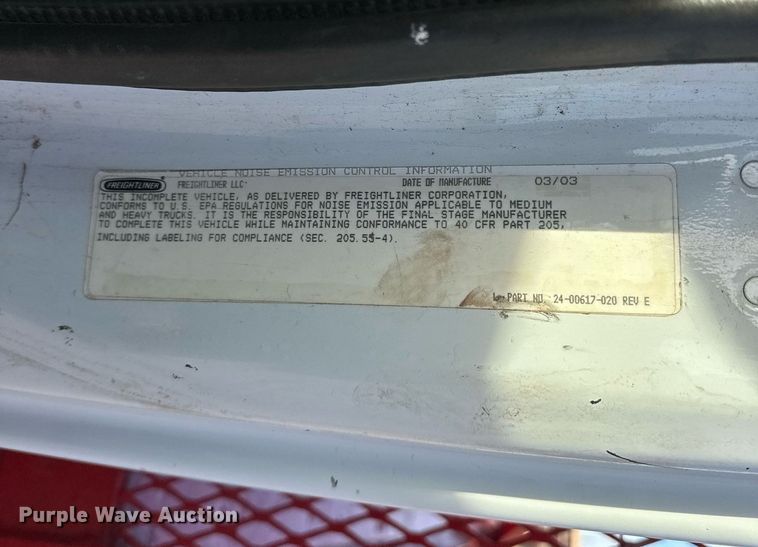 VEHICLE NOISE EMISSION CONTROL INFORMATION
FREIGHTLINER FREIGHTLINER LLC DATE OF MANUFACTURE 03/03
THIS INCOMPLETE VEHICLE, AS DELIVERED BY FREIGHTLINER CORPORATION,
CONFORMS TO U.S. EPA REGULATIONS FOR NOISE EMISSION APPLICABLE TO MEDIUM
AND HEAVY TRUCKS. IT IS THE RESPONSIBILITY OF THE FINAL STAGE MANUFACTURER
TO COMPLETE THIS VEHICLE WHILE MAINTAINING CONFORMANCE TO 40 CFR PART 205,
INCLUDING LABELING FOR COMPLIANCE (SEC. 205.55-4).
PART NO. 24-00617-020 REV E
Purple Wave Auction